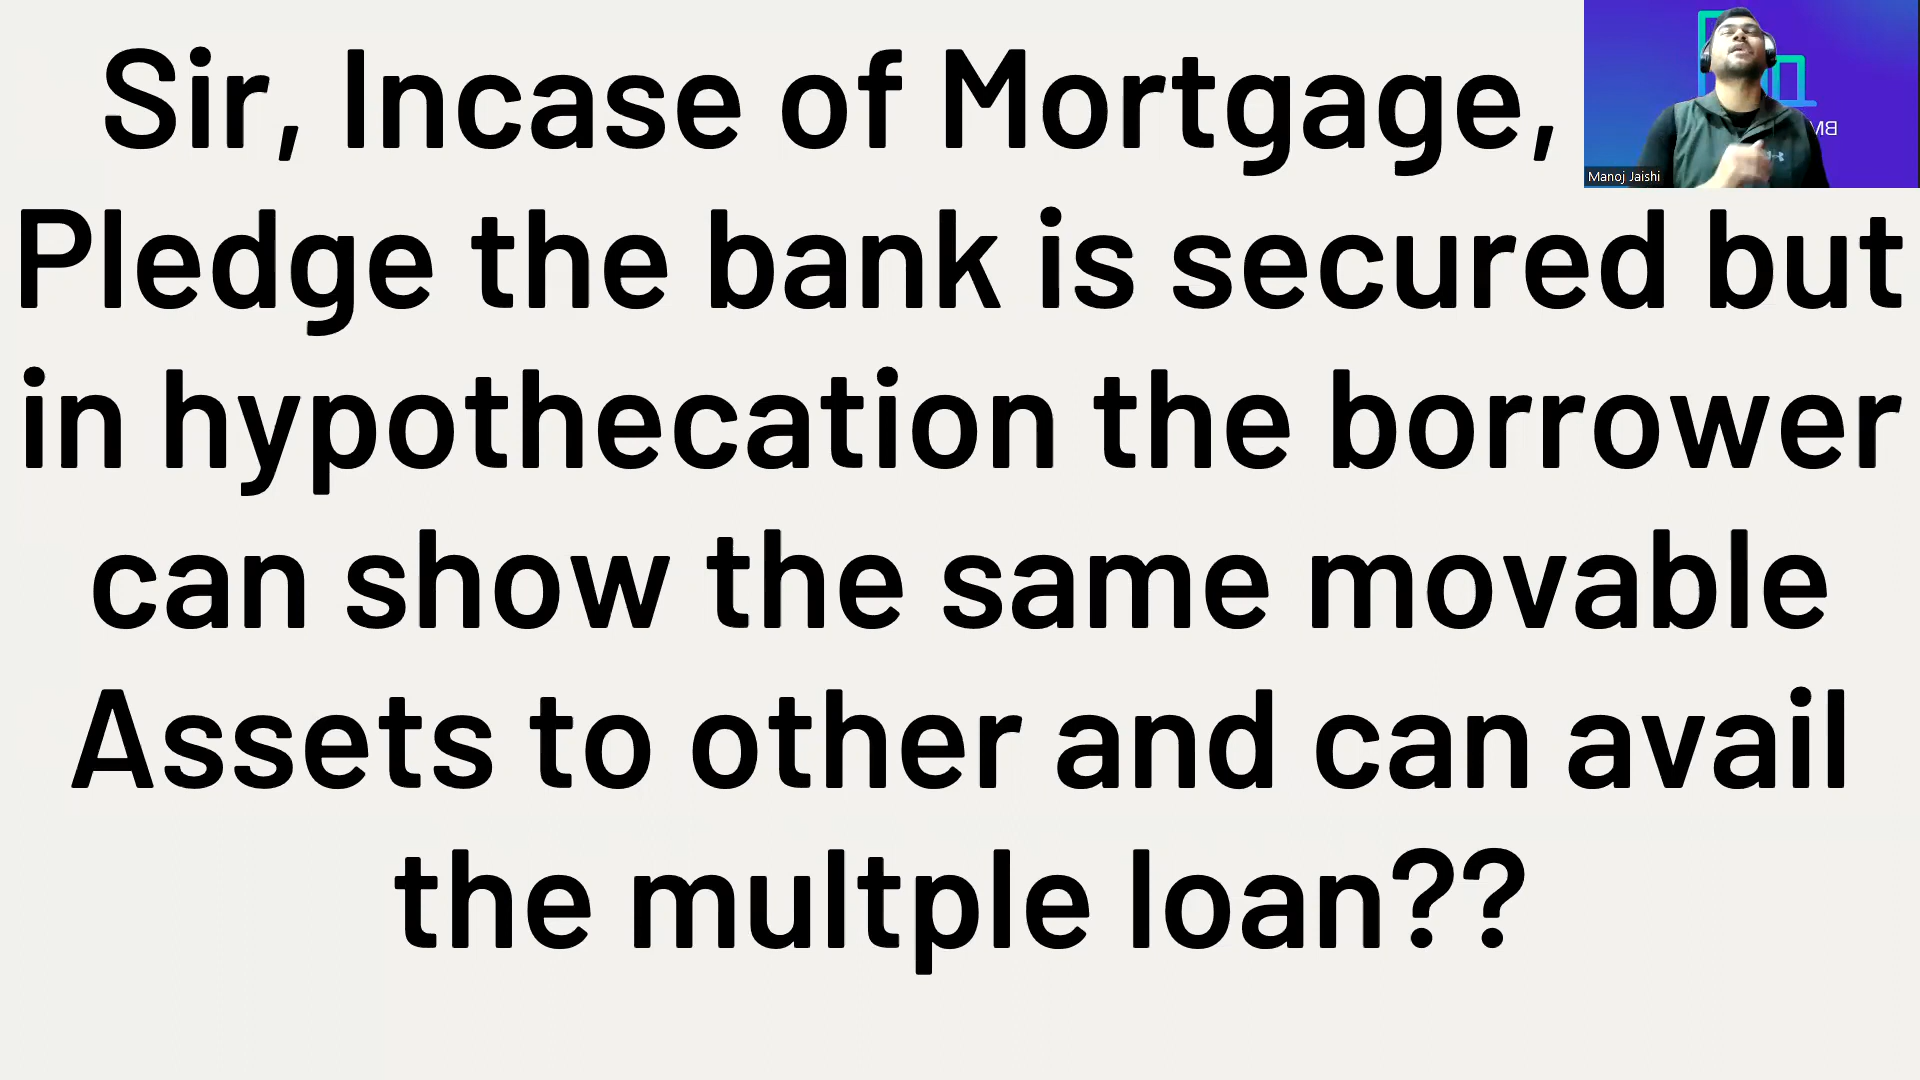 Sir, Incase of Mortgage,
Pledge the bank is secured but
in hypothecation the borrower
can show the same movable
Assets to other and can avail
the multple loan??
Manoj Jaishi